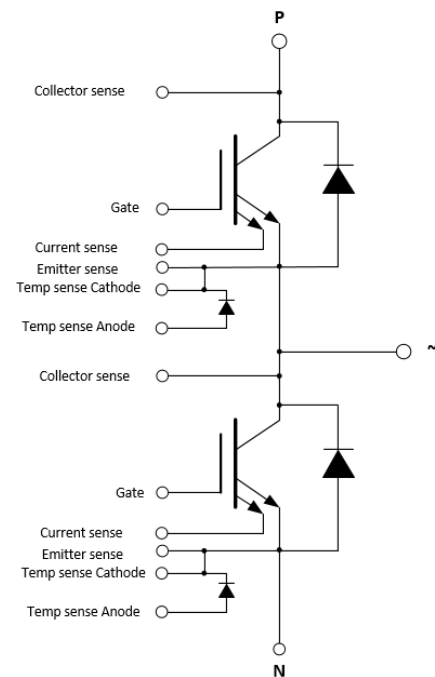 P
Collector sense
Gate
Current sense
Emitter sense
Temp sense Cathode
Temp sense Anode
~
Collector sense
Gate
Current sense
Emitter sense
Temp sense Cathode
Temp sense Anode
N